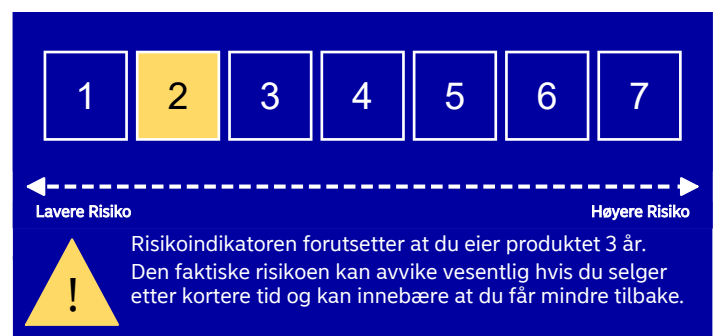 1 2 3 4 5 6 7
Lavere Risiko Høyere Risiko
Risikoindikatoren forutsetter at du eier produktet 3 år.
Den faktiske risikoen kan avvike vesentlig hvis du selger
! etter kortere tid og kan innebære at du får mindre tilbake.